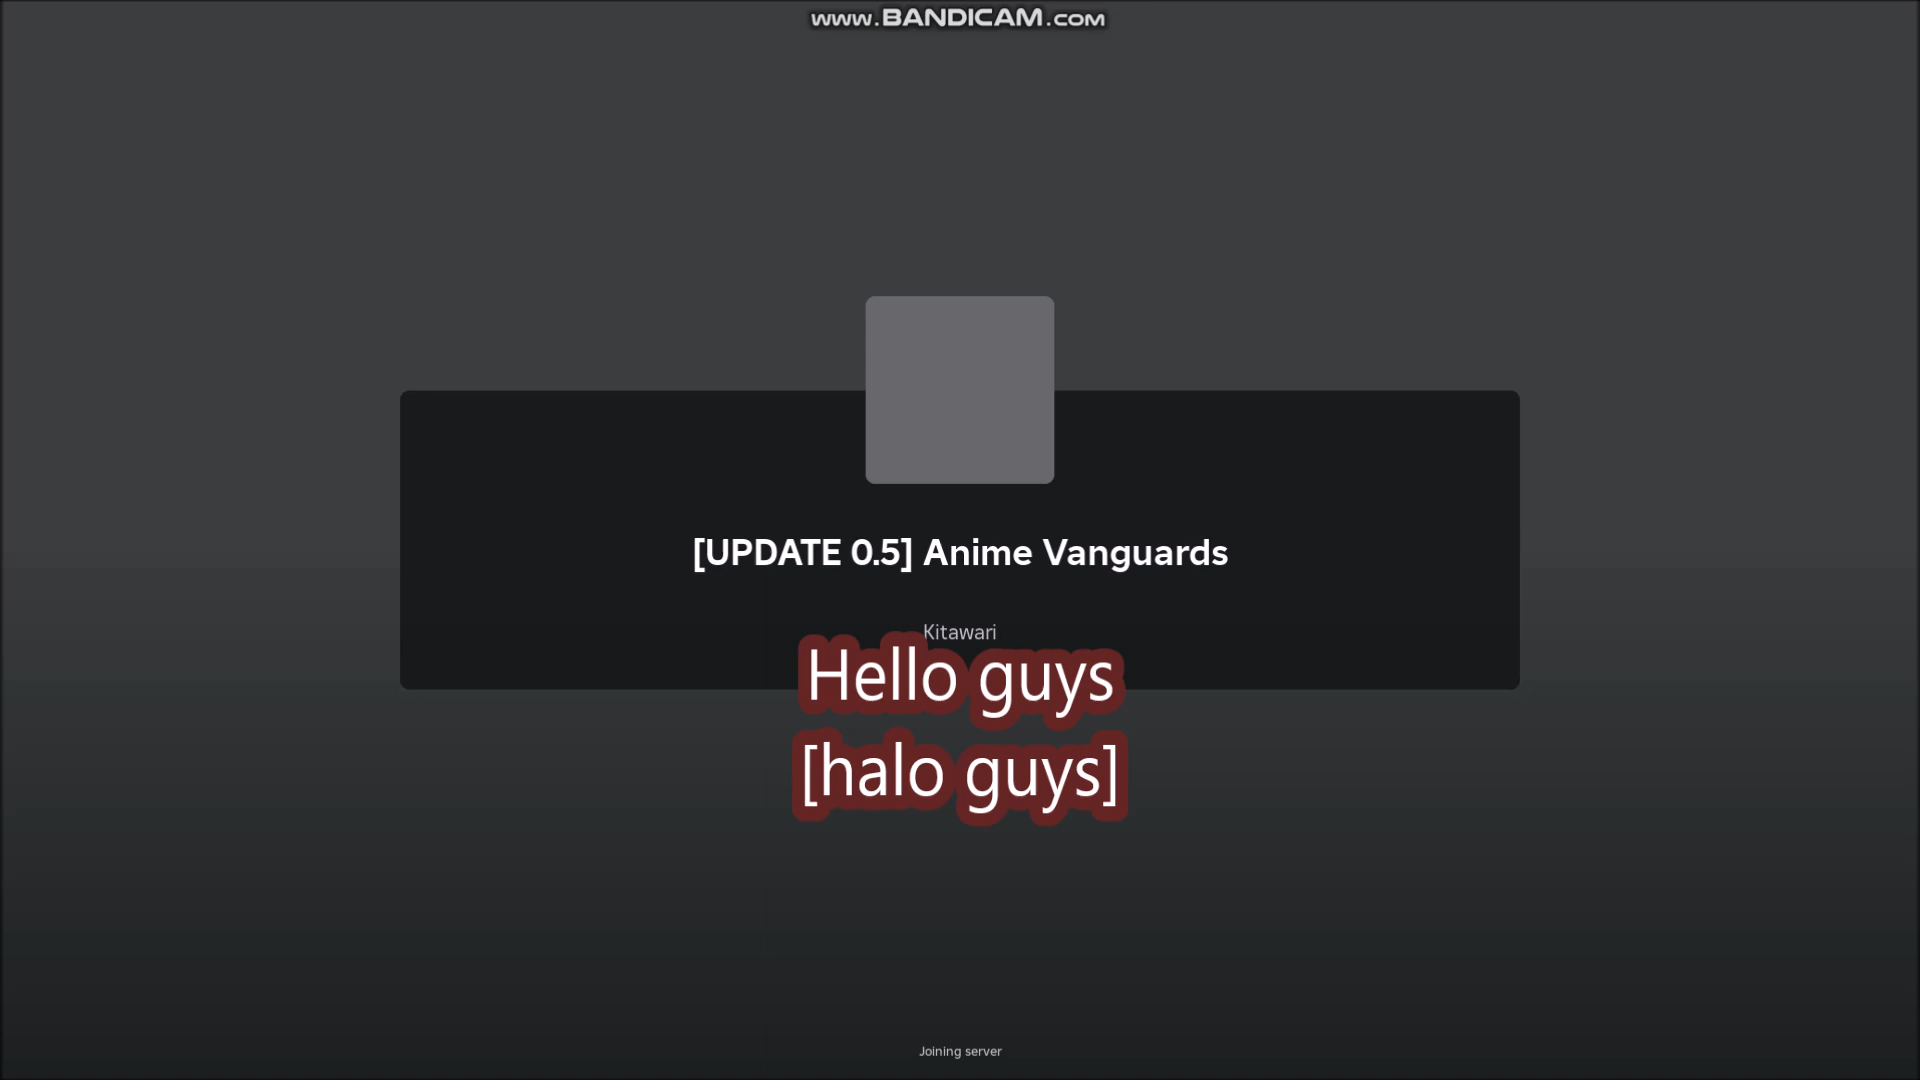 www.BANDICAM.COM
[UPDATE 0.5] Anime Vanguards
Kitawari
Hello guys
[halo guys]
Joining server